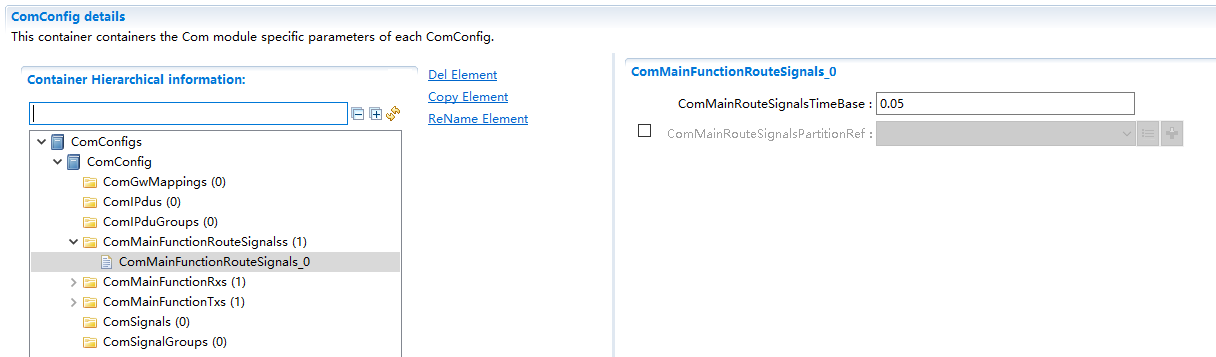 ComConfig details
This container containers the Com module specific parameters of each ComConfig.
Container Hierarchical information:
Del Element
Copy Element
ReName Element
ComConfigs
ComConfig
ComGwMappings (0)
ComIPdus (0)
ComIPduGroups (0)
ComMainFunctionRouteSignalss (1)
ComMainFunctionRouteSignals_0
ComMainFunctionRxs (1)
ComMainFunctionTxs (1)
ComSignals (0)
ComSignalGroups (0)
ComMainFunctionRouteSignals_0
ComMainRouteSignalsTimeBase : 0.05
ComMainRouteSignalsPartitionRef :